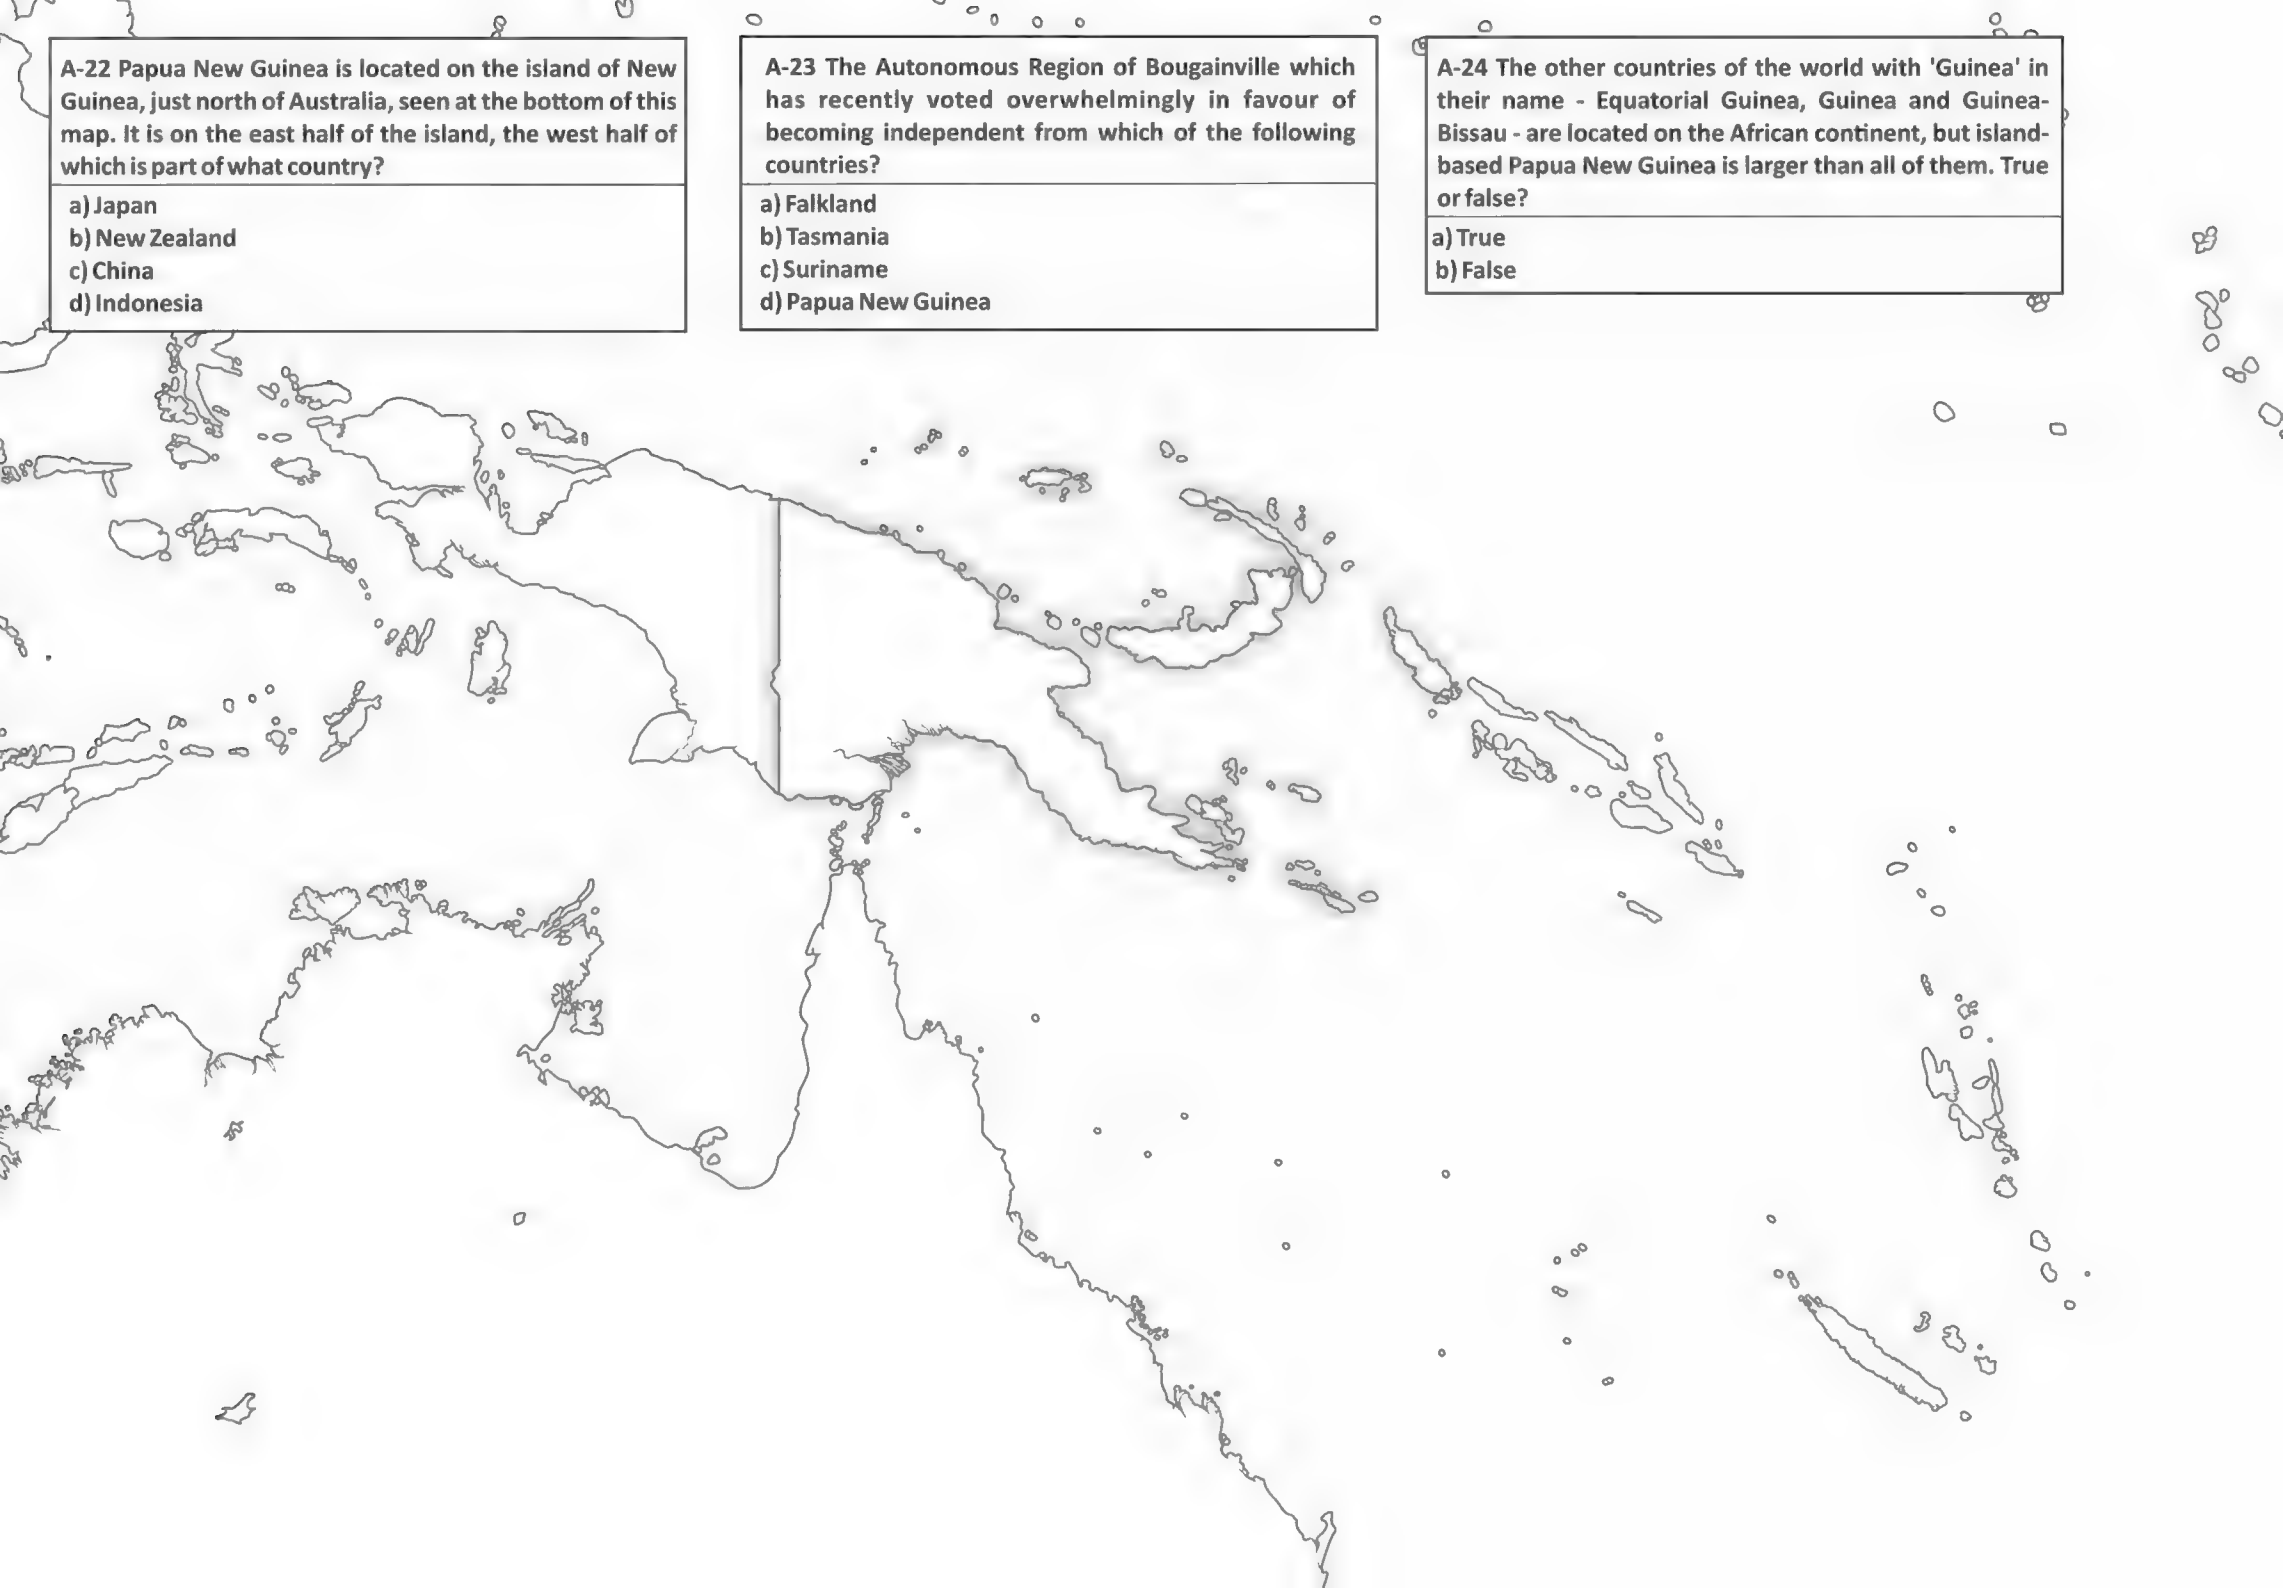 A-22 Papua New Guinea is located on the island of New
Guinea, just north of Australia, seen at the bottom of this
map. It is on the east half of the island, the west half of
which is part of what country?
a) Japan
b) New Zealand
c) China
d) Indonesia
A-23 The Autonomous Region of Bougainville which
has recently voted overwhelmingly in favour of
becoming independent from which of the following
countries?
a) Falkland
b) Tasmania
c) Suriname
d) Papua New Guinea
A-24 The other countries of the world with 'Guinea' in
their name - Equatorial Guinea, Guinea and Guinea-
Bissau - are located on the African continent, but island-
based Papua New Guinea is larger than all of them. True
or false?
a) True
b) False